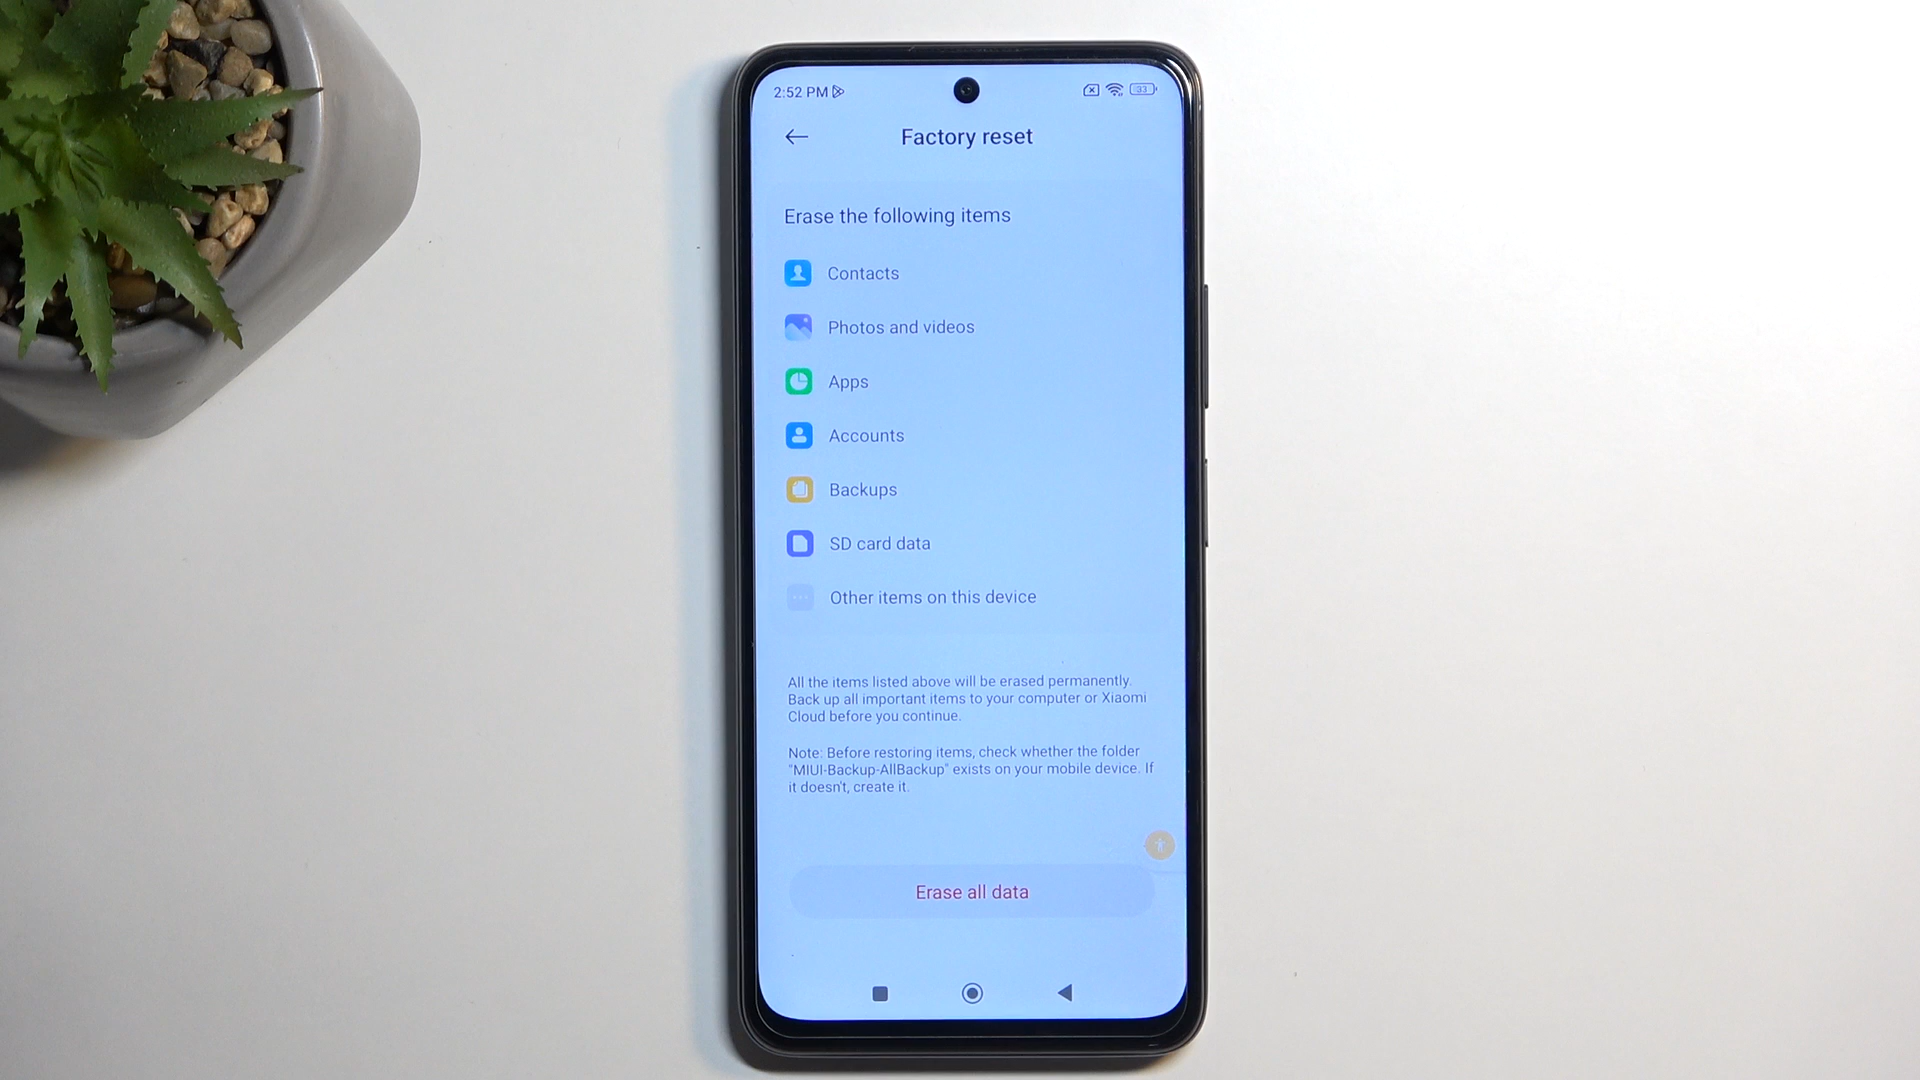 2:52 PM
33
Factory reset
Erase the following items
Contacts
Photos and videos
Apps
Accounts
Backups
SD card data
Other items on this device
All the items listed above will be erased permanently.
Back up all important items to your computer or Xiaomi
Cloud before you continue.
Note: Before restoring items, check whether the folder
"MIUI-Backup-AllBackup" exists on your mobile device. If
it doesn't, create it.
Erase all data